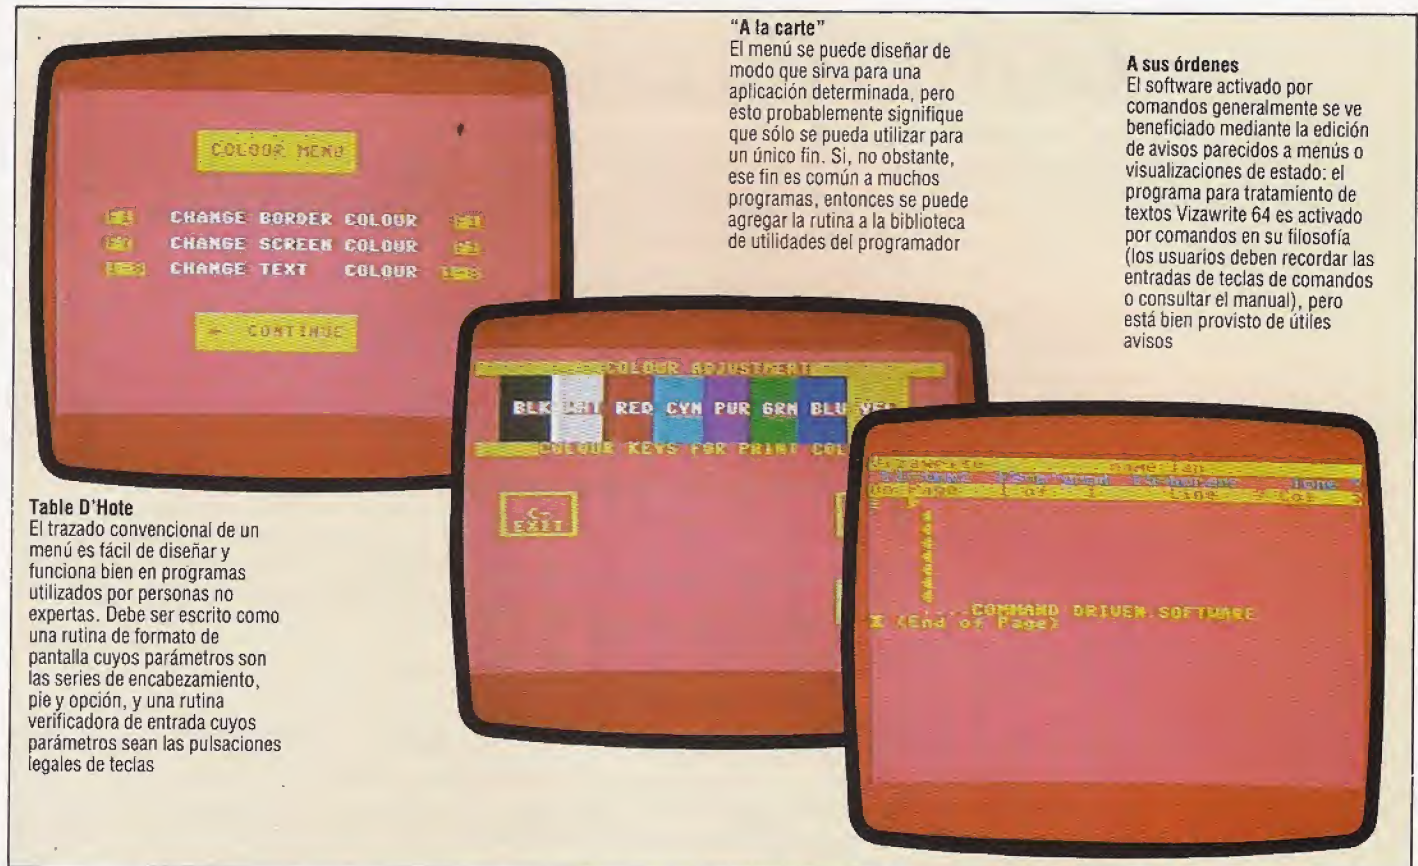 "A la carte"
El menú se puede diseñar de
modo que sirva para una
aplicación determinada, pero
esto probablemente signifique
que sólo se pueda utilizar para
un único fin. Si, no obstante,
ese fin es común a muchos
programas, entonces se puede
agregar la rutina a la biblioteca
de utilidades del programador
A sus órdenes
El software activado por
comandos generalmente se ve
beneficiado mediante la edición
de avisos parecidos a menús o
visualizaciones de estado: el
programa para tratamiento de
textos Vizawrite 64 es activado
por comandos en su filosofía
(los usuarios deben recordar las
entradas de teclas de comandos
o consultar el manual), pero
está bien provisto de útiles
avisos
COLOUR MENU
CHANGE BORDER COLOUR
CHANGE SCREEN COLOUR
CHANGE TEXT COLOUR
← CONTINUE
COLOUR ADJUSTMENT
BLK WHT RED CYN PUR GRN BLU YEL
COLOUR KEYS FOR PRINT COL
EXIT
Line
....COMMAND DRIVEN.SOFTWARE
(End of Page)
Table D'Hote
El trazado convencional de un
menú es fácil de diseñar y
funciona bien en programas
utilizados por personas no
expertas. Debe ser escrito como
una rutina de formato de
pantalla cuyos parámetros son
las series de encabezamiento,
pie y opción, y una rutina
verificadora de entrada cuyos
parámetros sean las pulsaciones
legales de teclas